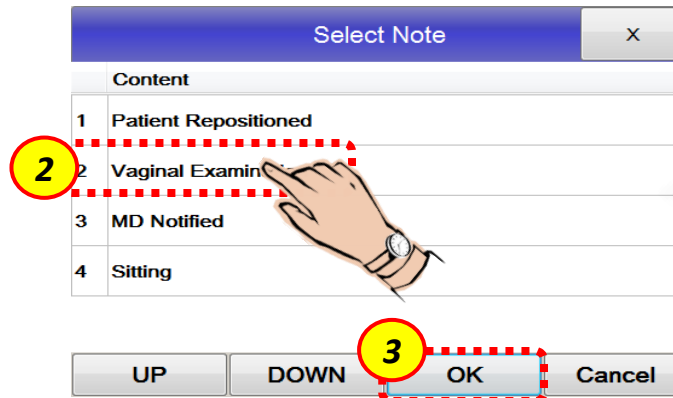 Select Note
X
Content
1 Patient Repositioned
2 2 Vaginal Examin
3 MD Notified
4 Sitting
3
UP DOWN OK Cancel